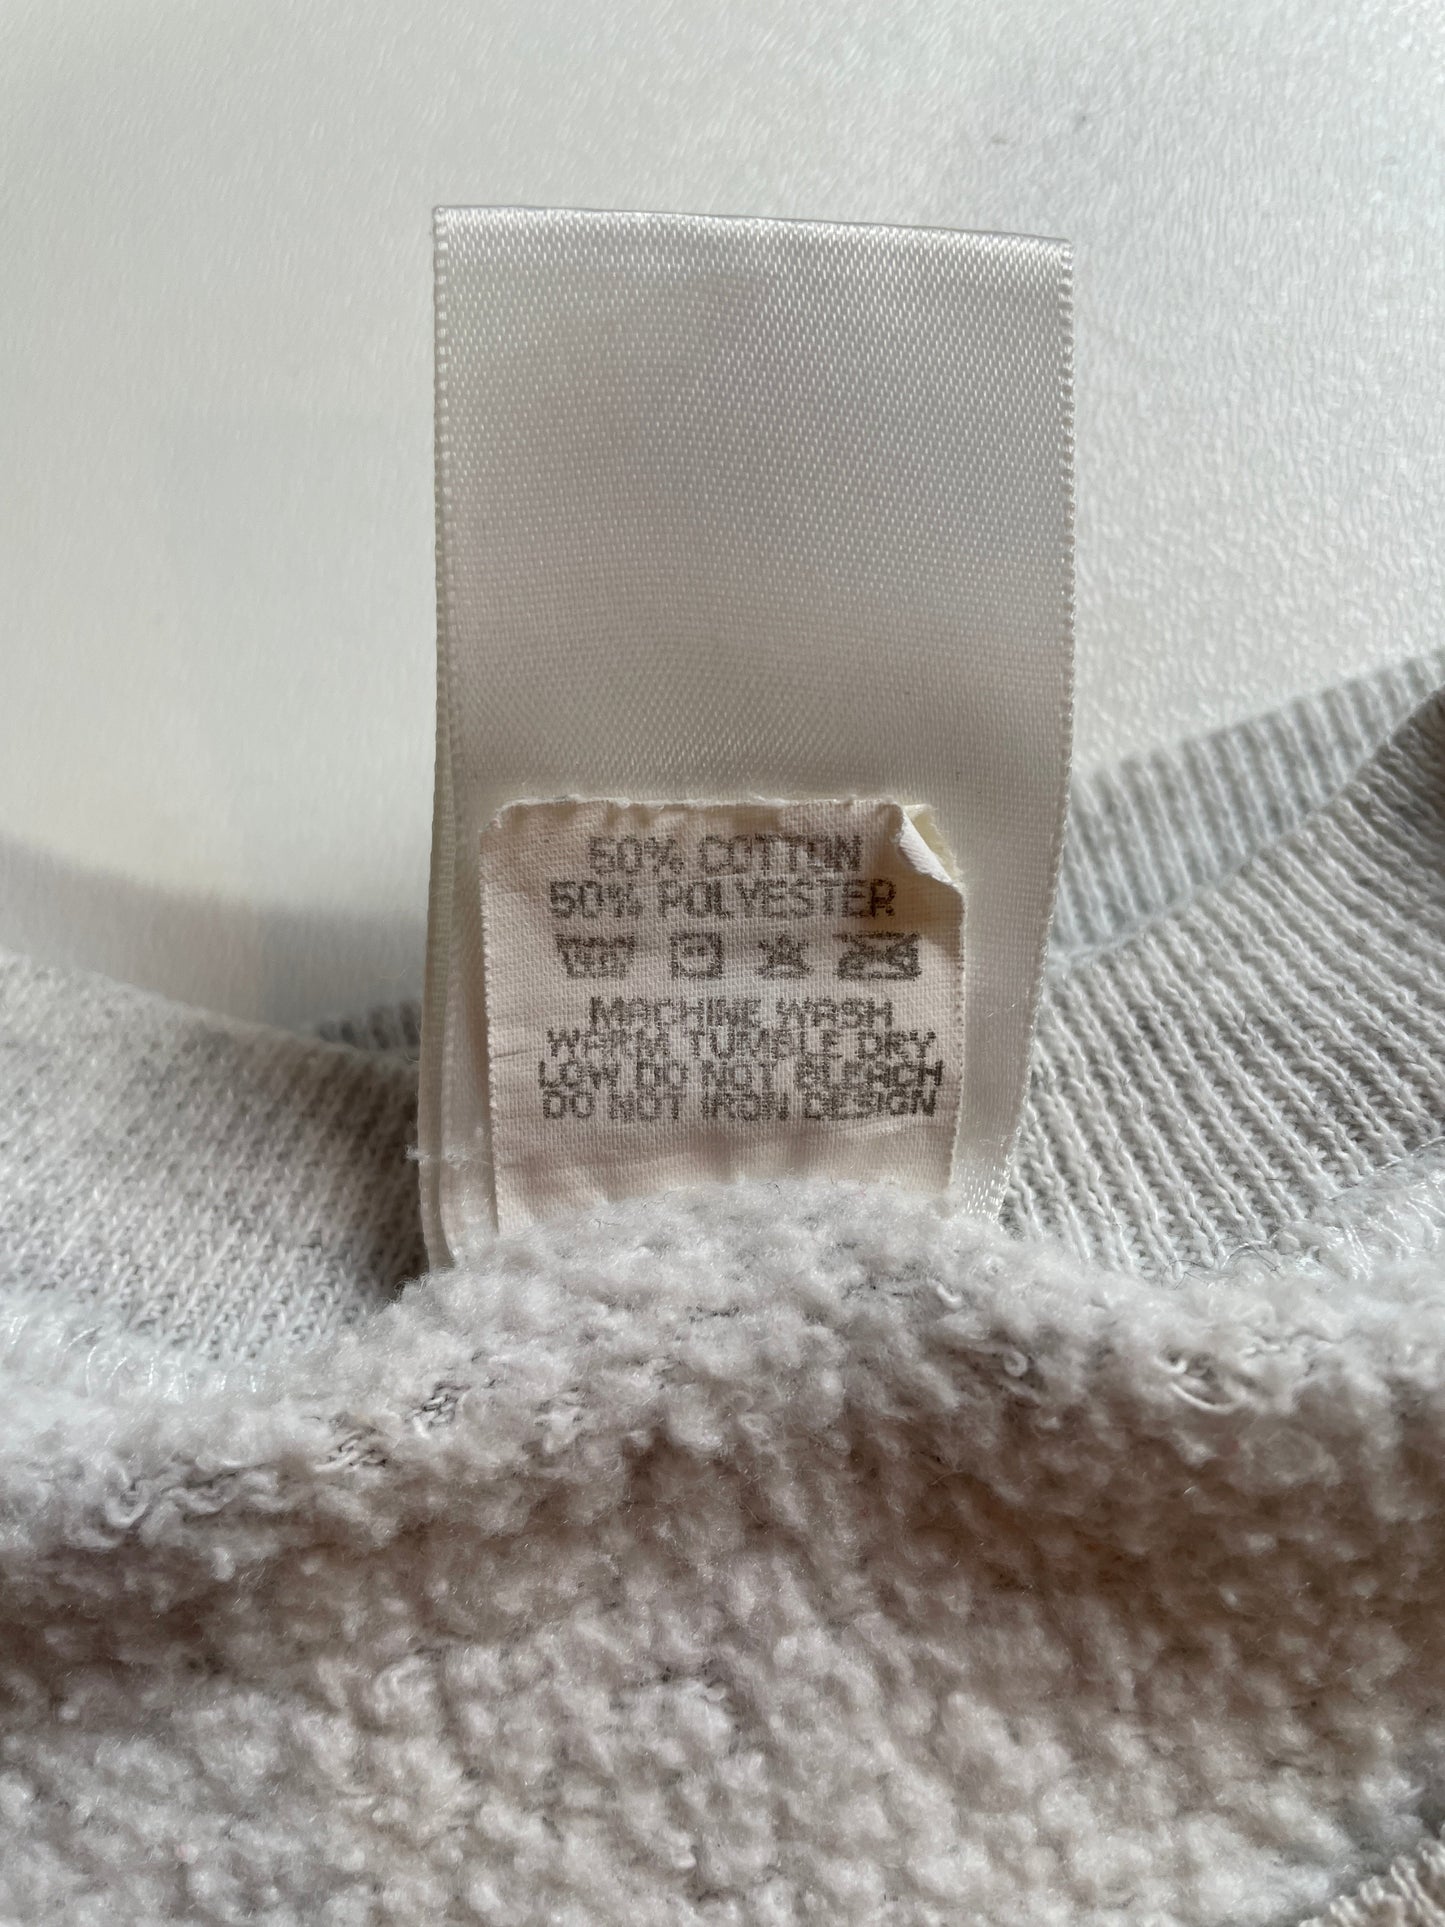 50% COTTON
50% POLYESTER
MACHINE WASH
WARM TUMBLE DRY
LOW DO NOT BLEACH
DO NOT IRON DESIGN